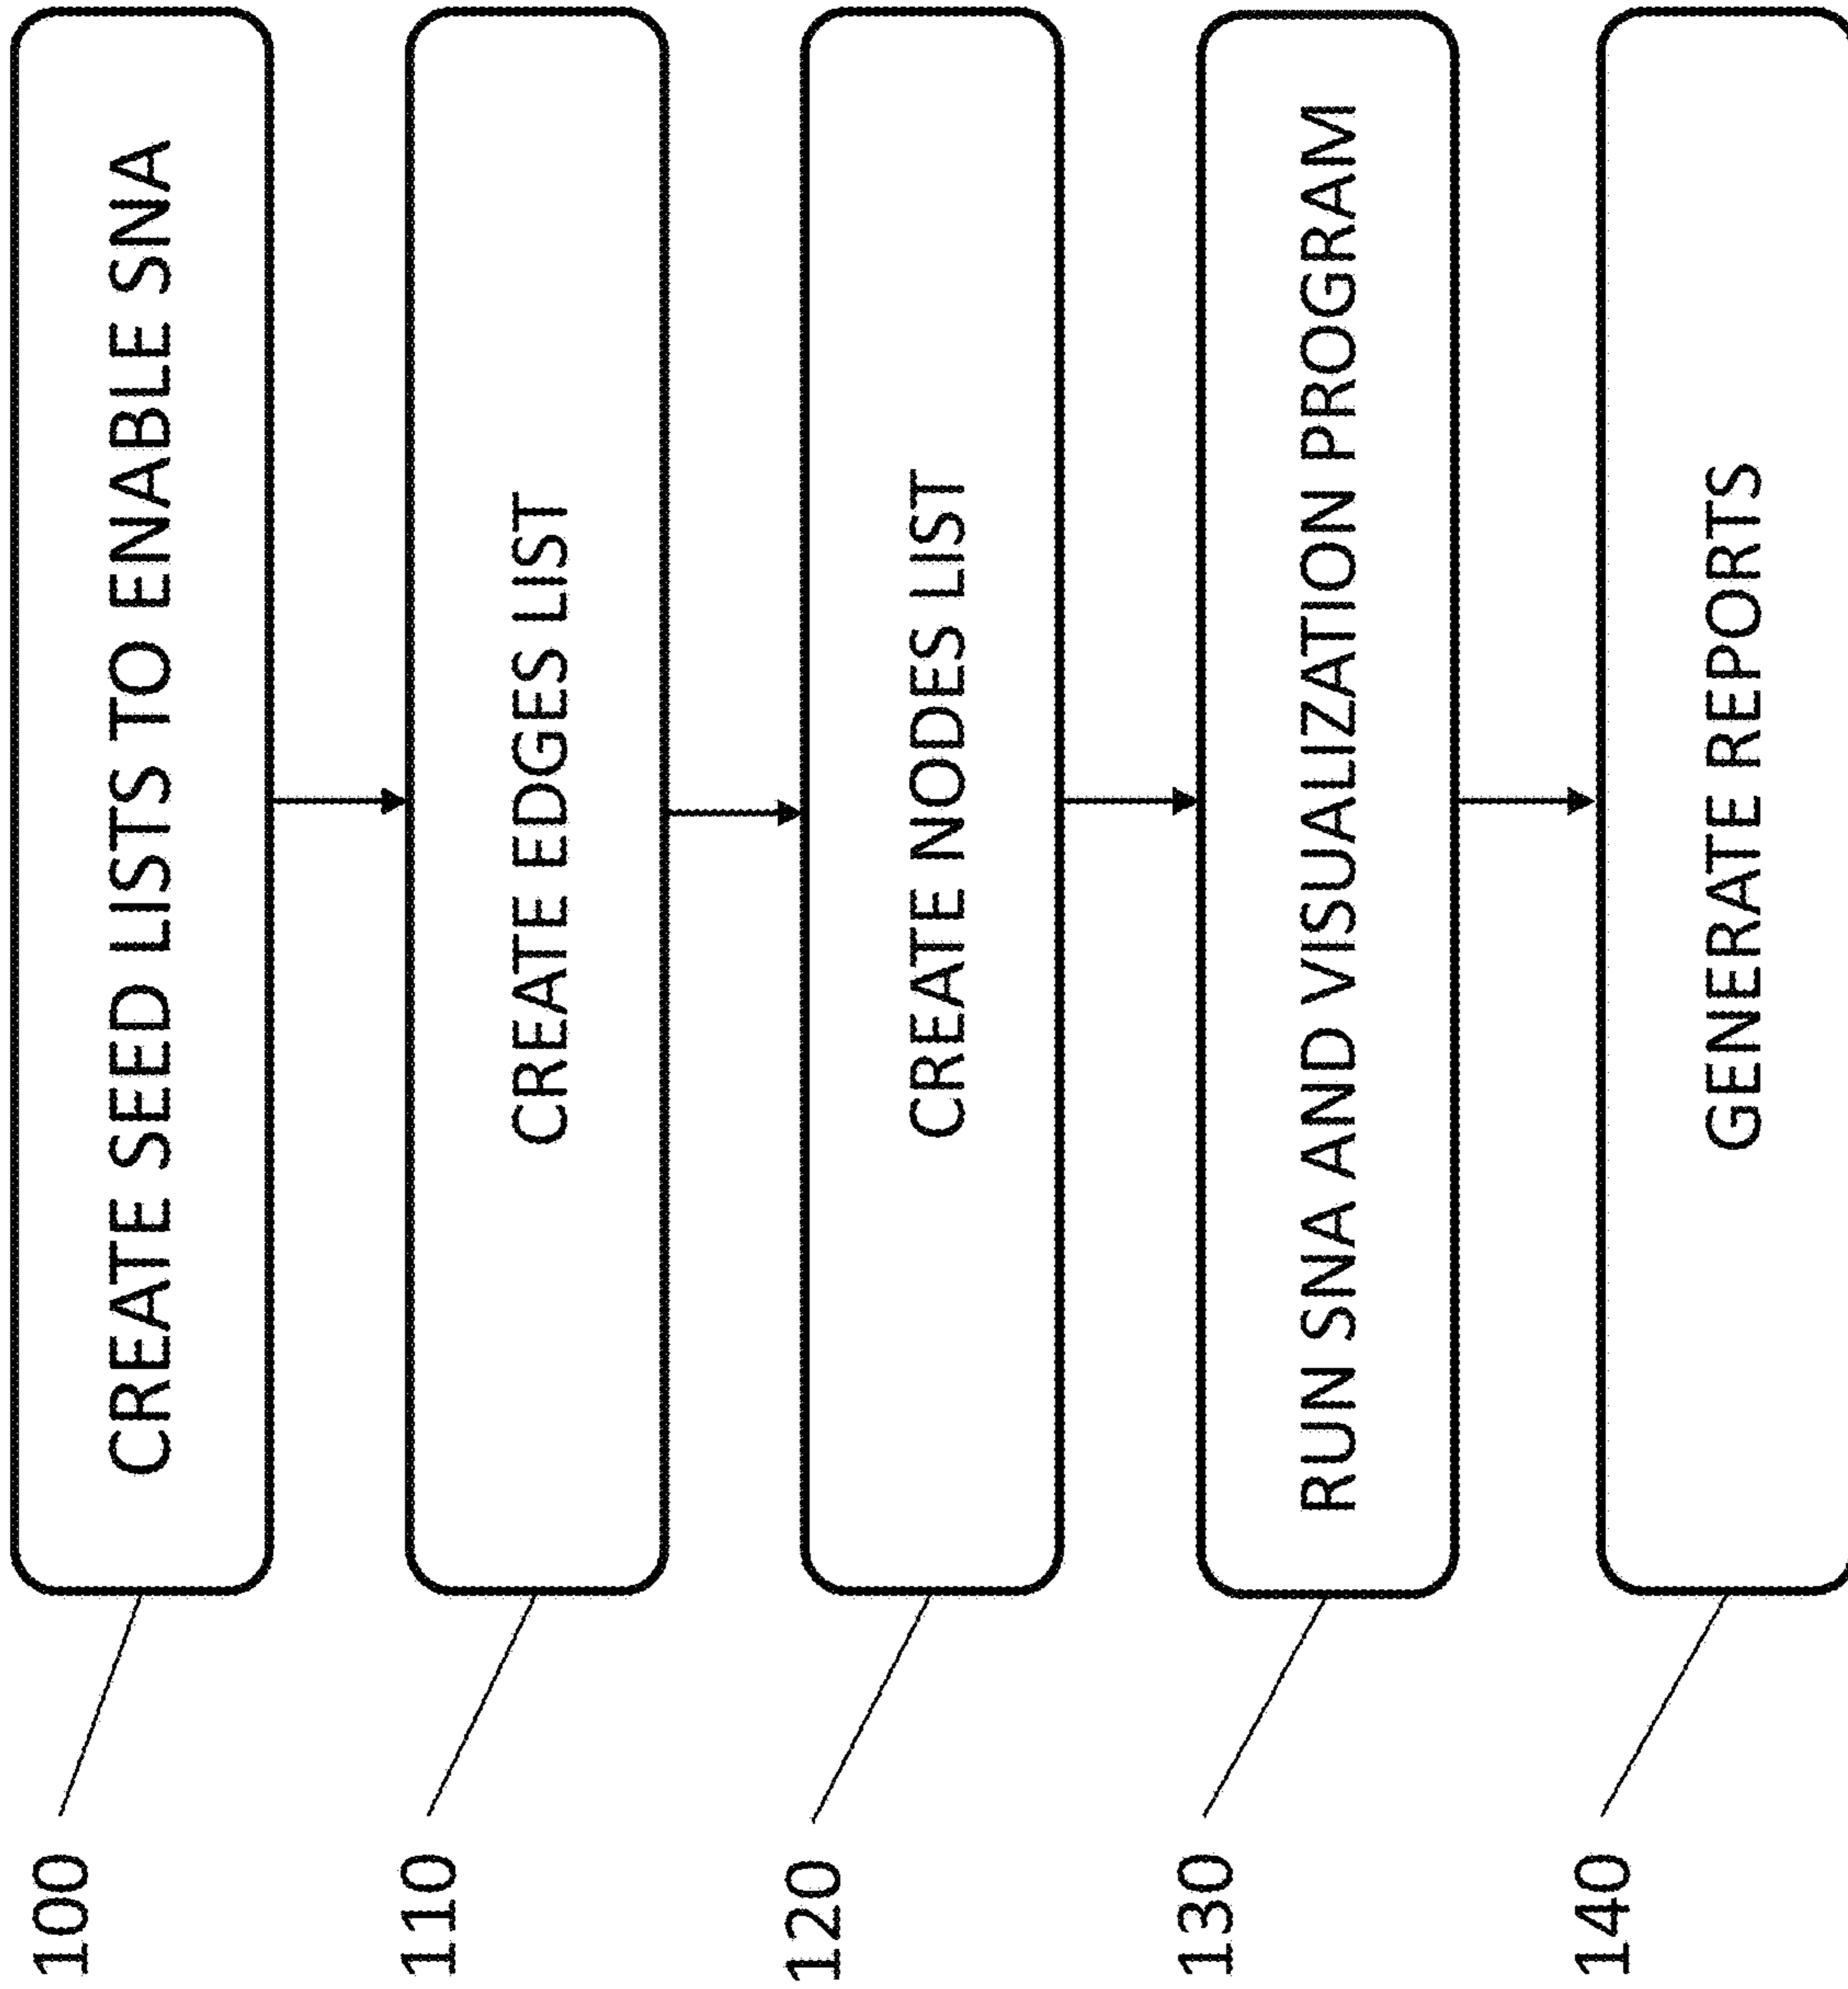 100
CREATE SEED LISTS TO ENABLE SNA
110
CREATE EDGES LIST
120
CREATE NODES LIST
130
RUN SNA AND VISUALIZATION PROGRAM
140
GENERATE REPORTS